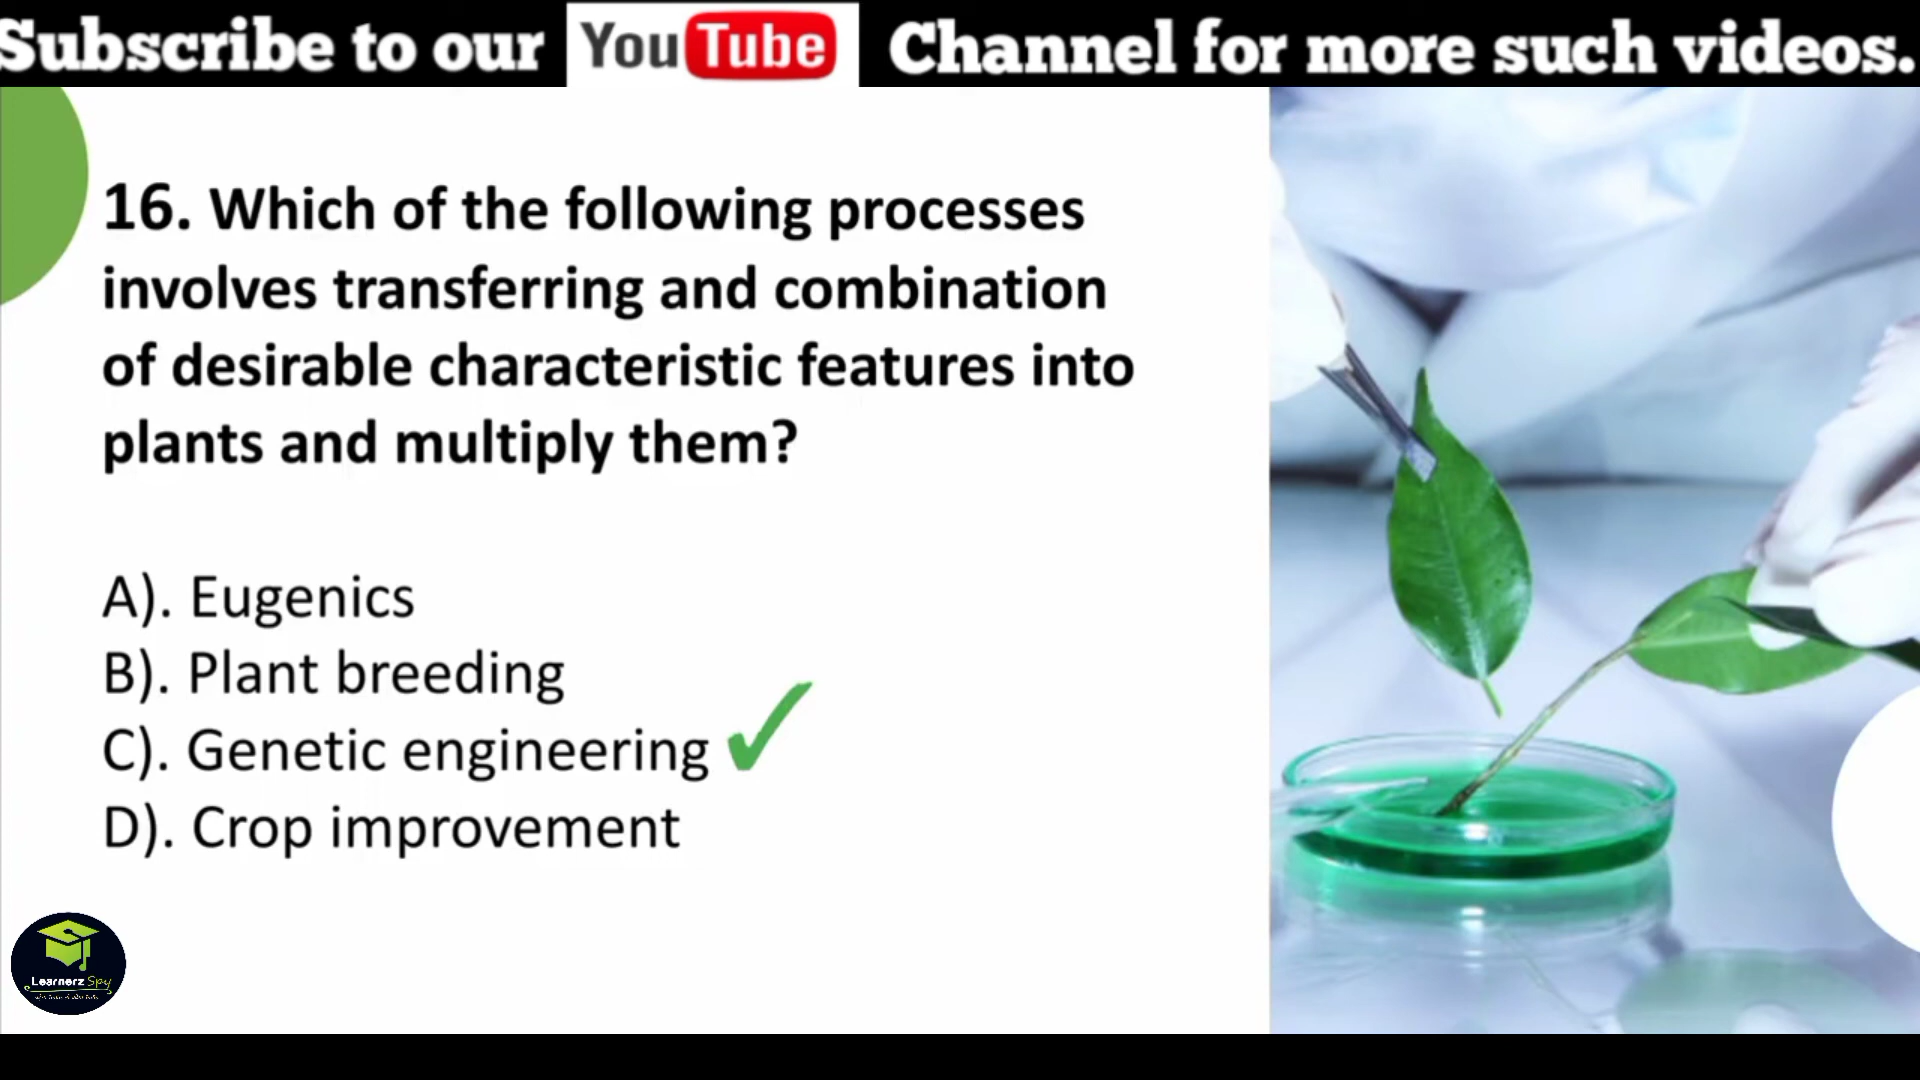 Subscribe to our YouTube Channel for more such videos.
16. Which of the following processes
involves transferring and combination
of desirable characteristic features into
plants and multiply them?
A). Eugenics
B). Plant breeding
C). Genetic engineering
D). Crop improvement
Learnerz Spy